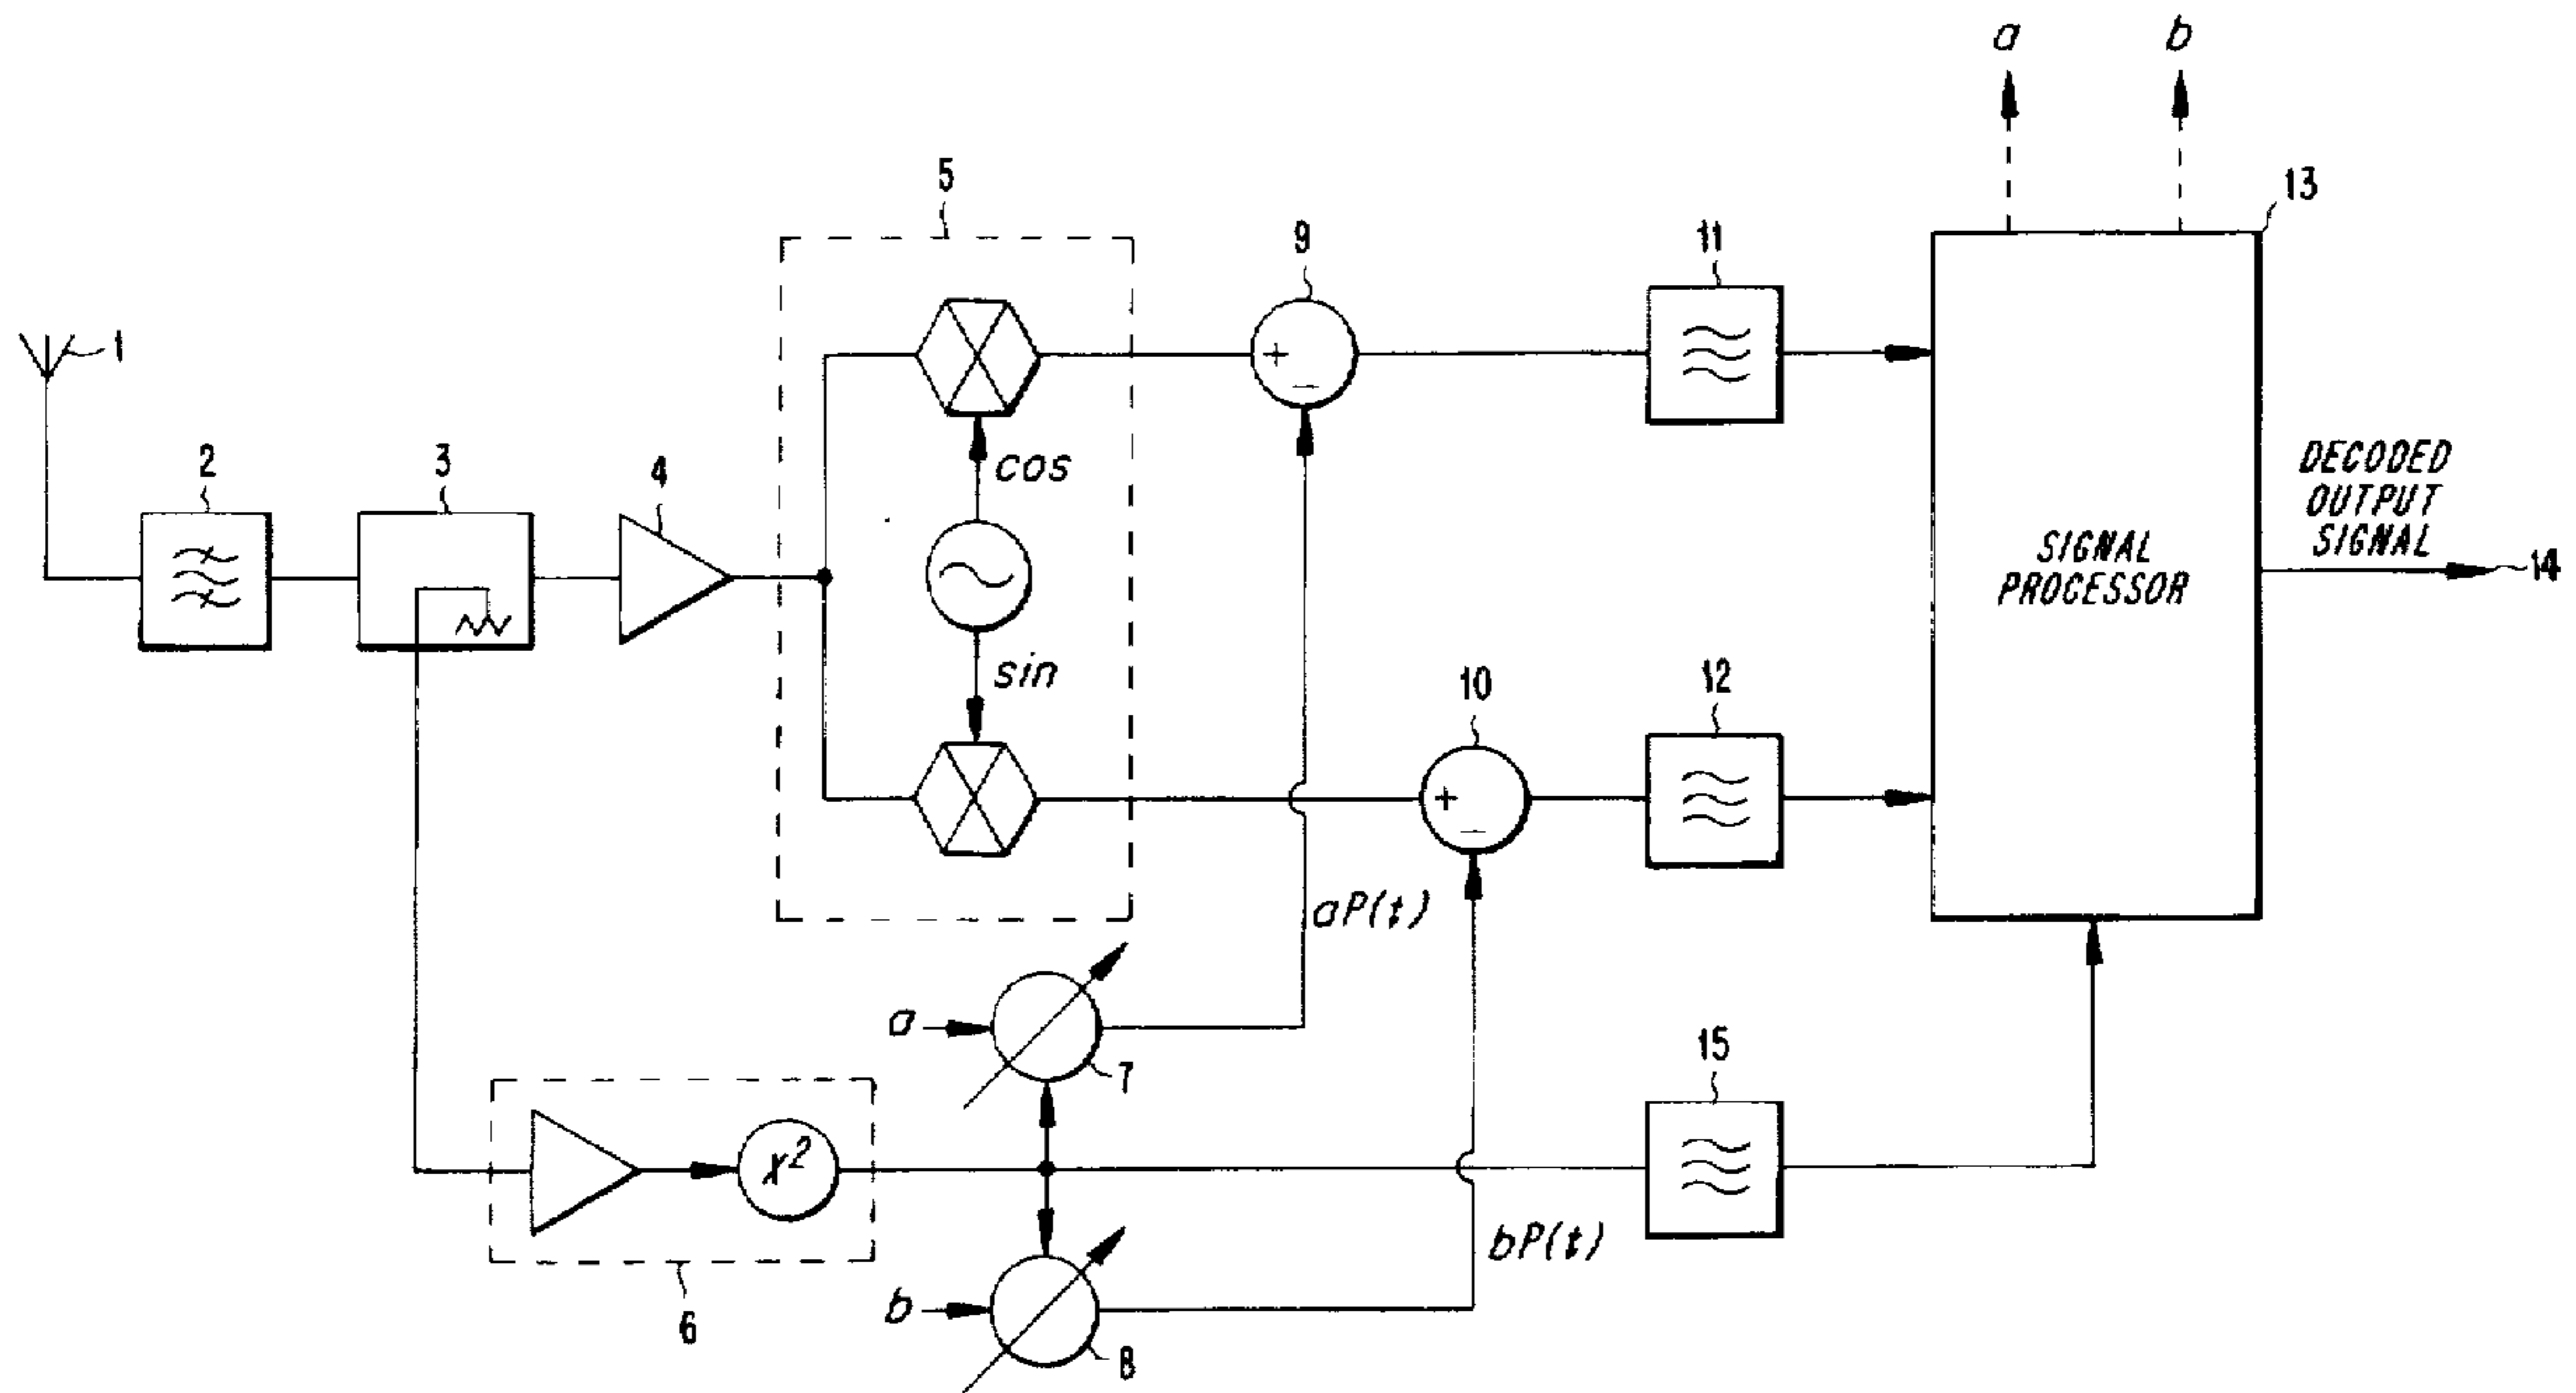 a
b
13
5
9
11
1
2
3
4
cos
+
−
DECODED
OUTPUT
SIGNAL
14
SIGNAL
PROCESSOR
sin
10
12
+
−
aP(t)
a
7
15
x²
bP(t)
6
b
8